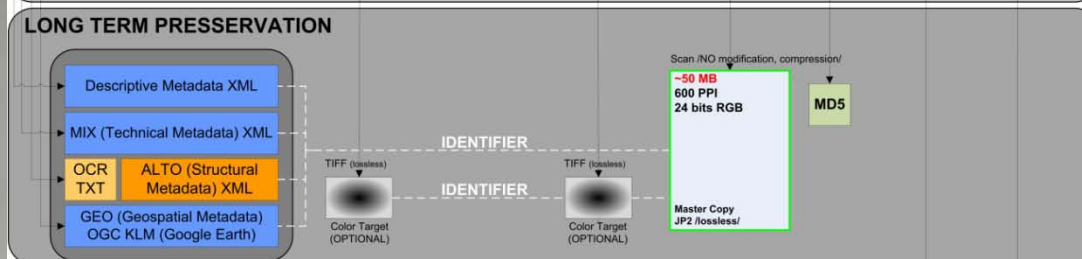 LONG TERM PRESSERVATION
Descriptive Metadata XML
MIX (Technical Metadata) XML
OCR
TXT
ALTO (Structural
Metadata) XML
GEO (Geospatial Metadata)
OGC KLM (Google Earth)
IDENTIFIER
IDENTIFIER
TIFF (lossless)
Color Target
(OPTIONAL)
TIFF (lossless)
Color Target
(OPTIONAL)
Scan /NO modification, compression/
~50 MB
600 PPI
24 bits RGB
Master Copy
JP2 /lossless/
MD5